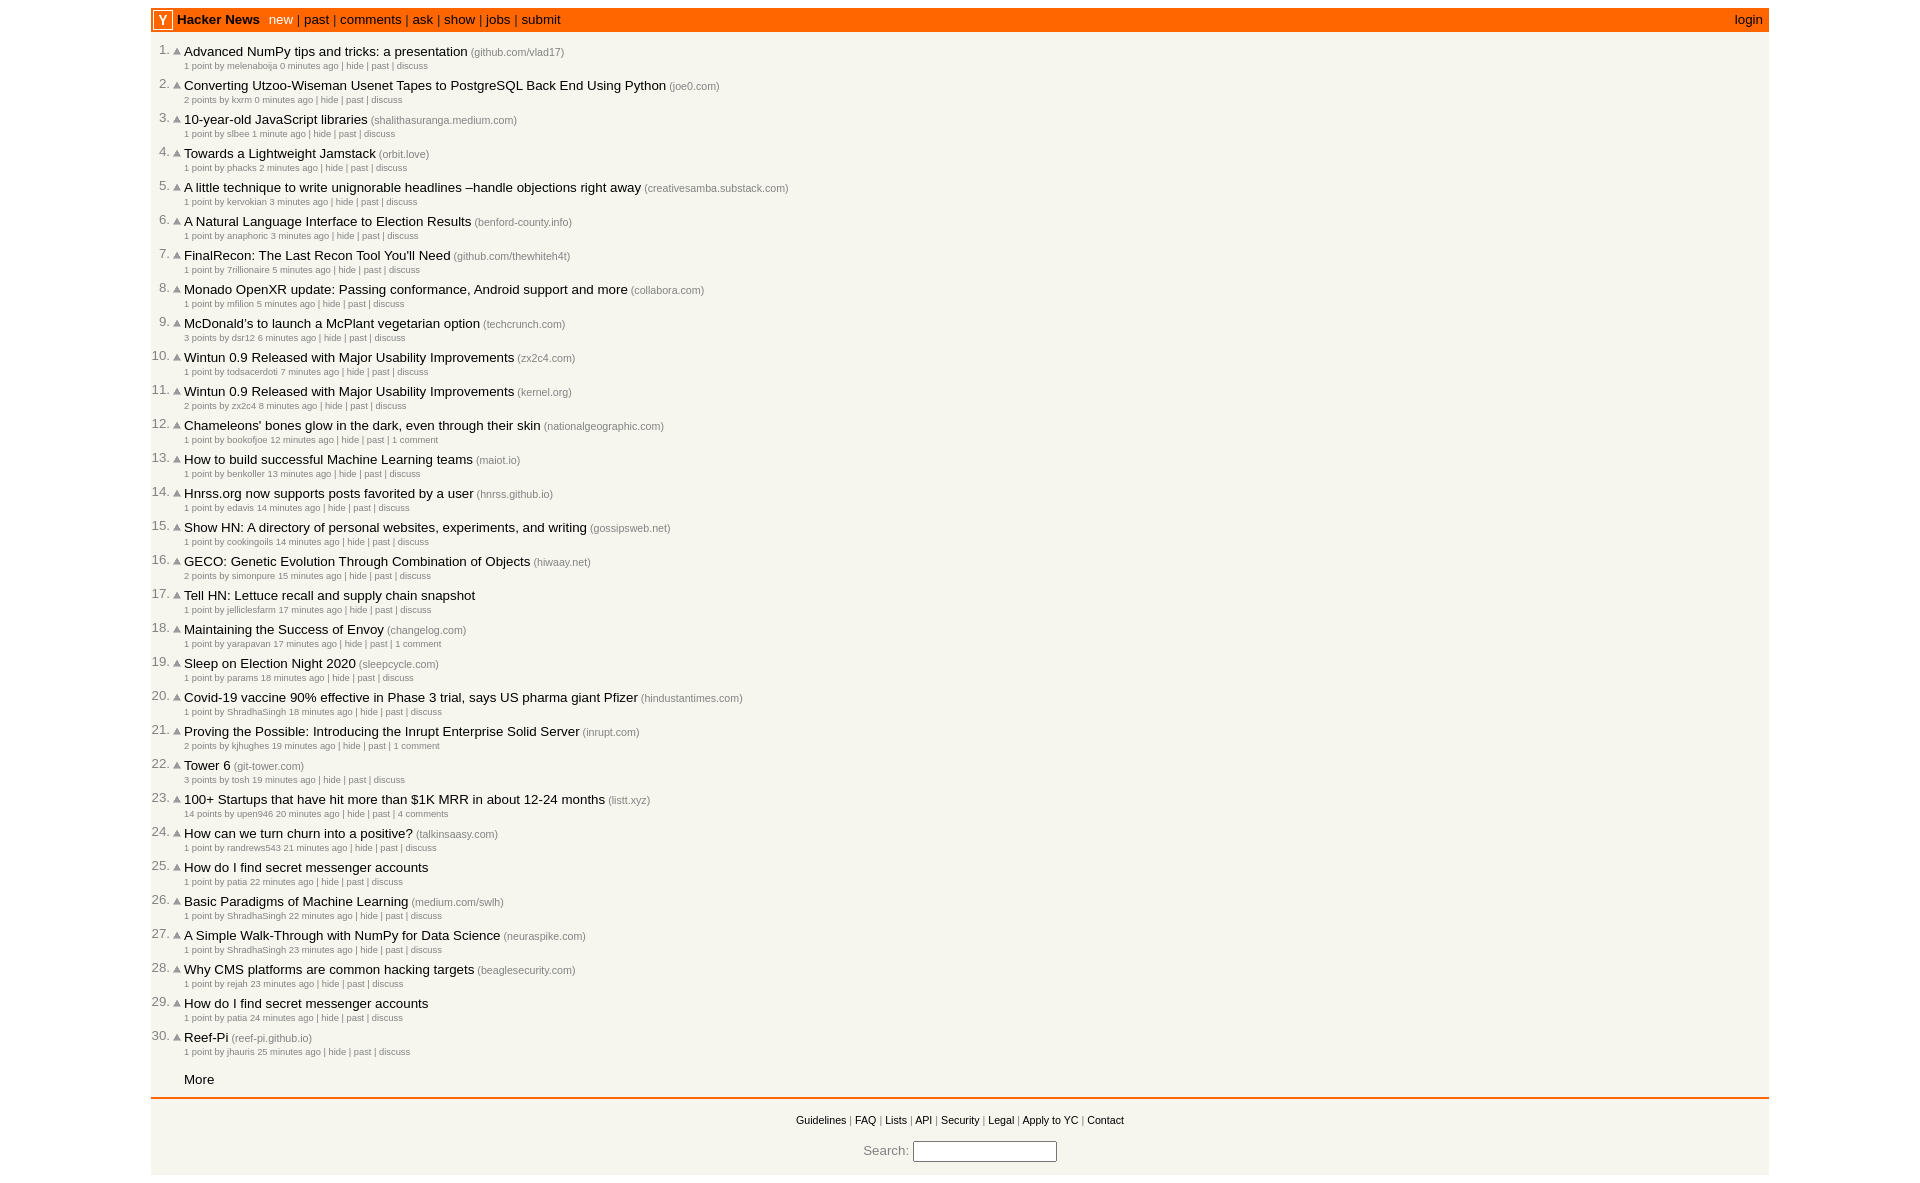 Y Hacker News new | past | comments | ask | show | jobs | submit login
1. Advanced NumPy tips and tricks: a presentation (github.com/vlad17)
1 point by melenaboija 0 minutes ago | hide | past | discuss
2. Converting Utzoo-Wiseman Usenet Tapes to PostgreSQL Back End Using Python (joe0.com)
2 points by kxrm 0 minutes ago | hide | past | discuss
3. 10-year-old JavaScript libraries (shalithasuranga.medium.com)
1 point by slbee 1 minute ago | hide | past | discuss
4. Towards a Lightweight Jamstack (orbit.love)
1 point by phacks 2 minutes ago | hide | past | discuss
5. A little technique to write unignorable headlines –handle objections right away (creativesamba.substack.com)
1 point by kervokian 3 minutes ago | hide | past | discuss
6. A Natural Language Interface to Election Results (benford-county.info)
1 point by anaphoric 3 minutes ago | hide | past | discuss
7. FinalRecon: The Last Recon Tool You'll Need (github.com/thewhiteh4t)
1 point by 7rillionaire 5 minutes ago | hide | past | discuss
8. Monado OpenXR update: Passing conformance, Android support and more (collabora.com)
1 point by mfilion 5 minutes ago | hide | past | discuss
9. McDonald’s to launch a McPlant vegetarian option (techcrunch.com)
3 points by dsr12 6 minutes ago | hide | past | discuss
10. Wintun 0.9 Released with Major Usability Improvements (zx2c4.com)
1 point by todsacerdoti 7 minutes ago | hide | past | discuss
11. Wintun 0.9 Released with Major Usability Improvements (kernel.org)
2 points by zx2c4 8 minutes ago | hide | past | discuss
12. Chameleons' bones glow in the dark, even through their skin (nationalgeographic.com)
1 point by bookofjoe 12 minutes ago | hide | past | 1 comment
13. How to build successful Machine Learning teams (maiot.io)
1 point by benkoller 13 minutes ago | hide | past | discuss
14. Hnrss.org now supports posts favorited by a user (hnrss.github.io)
1 point by edavis 14 minutes ago | hide | past | discuss
15. Show HN: A directory of personal websites, experiments, and writing (gossipsweb.net)
1 point by cookingoils 14 minutes ago | hide | past | discuss
16. GECO: Genetic Evolution Through Combination of Objects (hiwaay.net)
2 points by simonpure 15 minutes ago | hide | past | discuss
17. Tell HN: Lettuce recall and supply chain snapshot
1 point by jelliclesfarm 17 minutes ago | hide | past | discuss
18. Maintaining the Success of Envoy (changelog.com)
1 point by yarapavan 17 minutes ago | hide | past | 1 comment
19. Sleep on Election Night 2020 (sleepcycle.com)
1 point by params 18 minutes ago | hide | past | discuss
20. Covid-19 vaccine 90% effective in Phase 3 trial, says US pharma giant Pfizer (hindustantimes.com)
1 point by ShradhaSingh 18 minutes ago | hide | past | discuss
21. Proving the Possible: Introducing the Inrupt Enterprise Solid Server (inrupt.com)
2 points by kjhughes 19 minutes ago | hide | past | 1 comment
22. Tower 6 (git-tower.com)
3 points by tosh 19 minutes ago | hide | past | discuss
23. 100+ Startups that have hit more than $1K MRR in about 12-24 months (listt.xyz)
14 points by upen946 20 minutes ago | hide | past | 4 comments
24. How can we turn churn into a positive? (talkinsaasy.com)
1 point by randrews543 21 minutes ago | hide | past | discuss
25. How do I find secret messenger accounts
1 point by patia 22 minutes ago | hide | past | discuss
26. Basic Paradigms of Machine Learning (medium.com/swlh)
1 point by ShradhaSingh 22 minutes ago | hide | past | discuss
27. A Simple Walk-Through with NumPy for Data Science (neuraspike.com)
1 point by ShradhaSingh 23 minutes ago | hide | past | discuss
28. Why CMS platforms are common hacking targets (beaglesecurity.com)
1 point by rejah 23 minutes ago | hide | past | discuss
29. How do I find secret messenger accounts
1 point by patia 24 minutes ago | hide | past | discuss
30. Reef-Pi (reef-pi.github.io)
1 point by jhauris 25 minutes ago | hide | past | discuss
More
Guidelines | FAQ | Lists | API | Security | Legal | Apply to YC | Contact
Search: